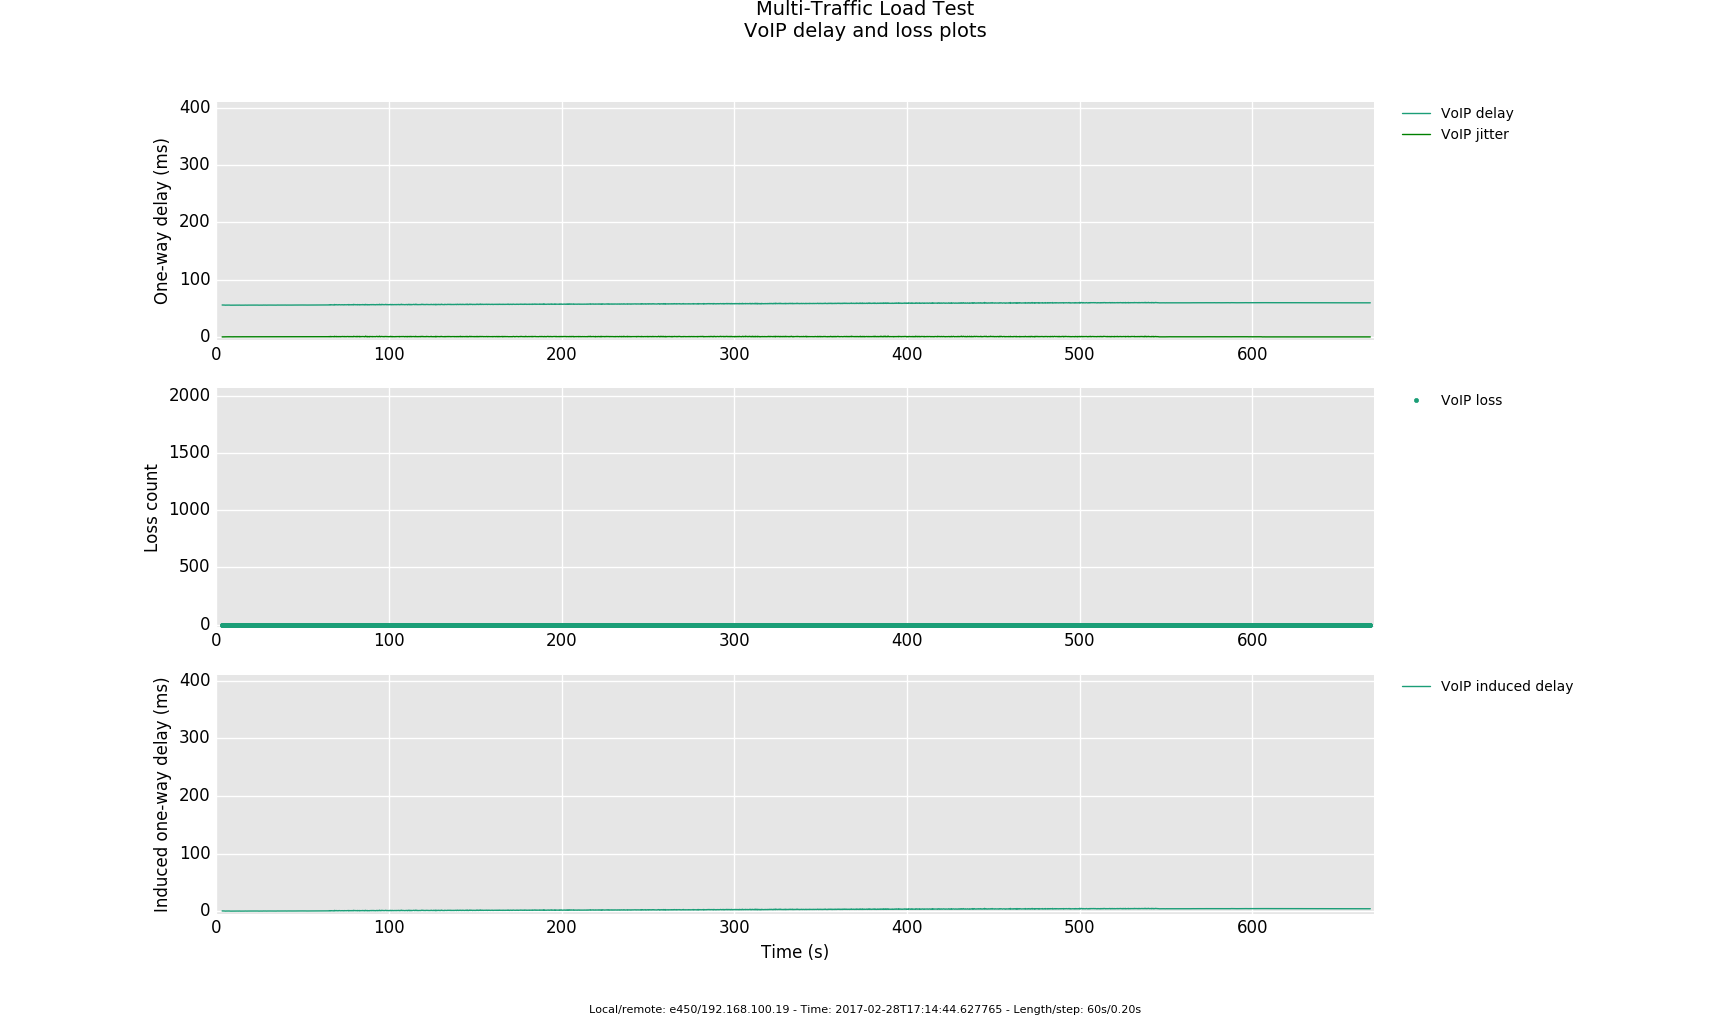 Multi-Traffic Load Test
VoIP delay and loss plots
400
300
200
100
0
One-way delay (ms)
0 100 200 300 400 500 600
VoIP delay
VoIP jitter
2000
1500
1000
500
0
Loss count
0 100 200 300 400 500 600
VoIP loss
400
300
200
100
0
Induced one-way delay (ms)
0 100 200 300 400 500 600
Time (s)
VoIP induced delay
Local/remote: e450/192.168.100.19 - Time: 2017-02-28T17:14:44.627765 - Length/step: 60s/0.20s